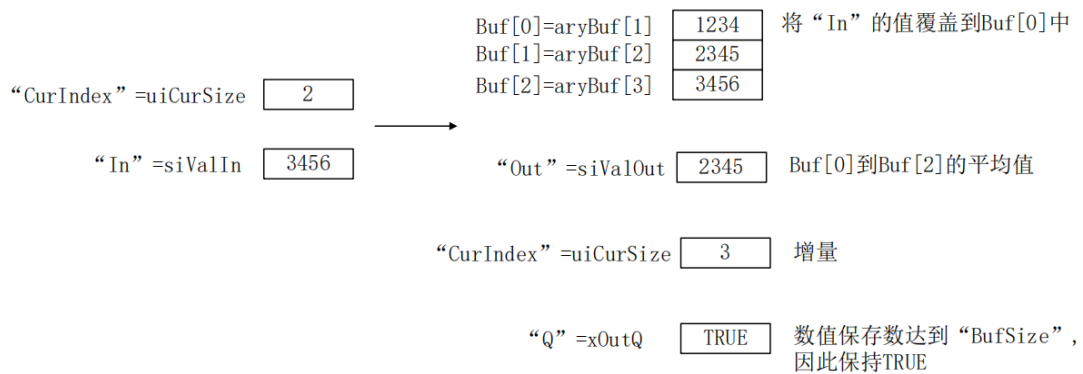 Buf[0]=aryBuf[1] 1234 将“In”的值覆盖到Buf[0]中
Buf[1]=aryBuf[2] 2345
Buf[2]=aryBuf[3] 3456
“CurIndex”=uiCurSize 2
“In”=siValIn 3456
“Out”=siValOut 2345 Buf[0]到Buf[2]的平均值
“CurIndex”=uiCurSize 3 增量
“Q”=xOutQ TRUE 数值保存数达到“BufSize”,
因此保持TRUE